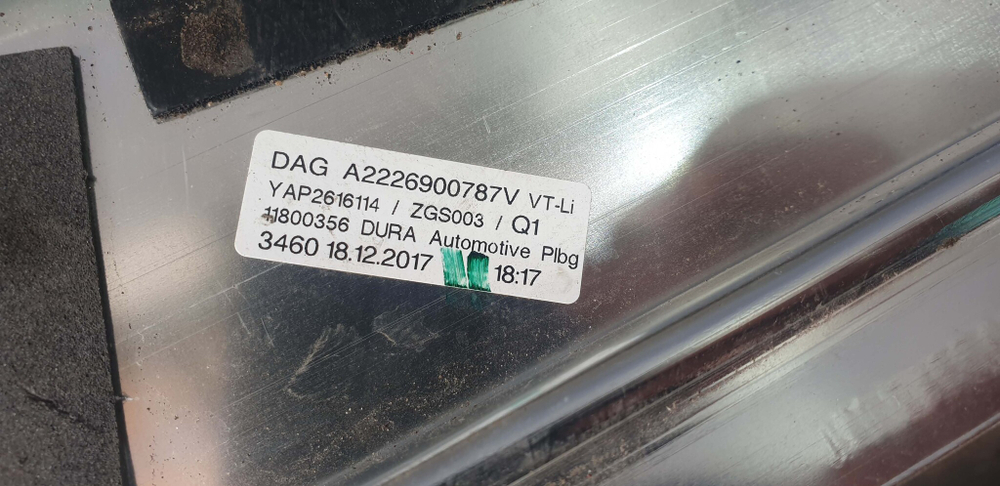 DAG A2226900787V VT-Li
YAP2616114 / ZGS003 / Q1
11800356 DURA Automotive Plbg
3460 18.12.2017 18:17